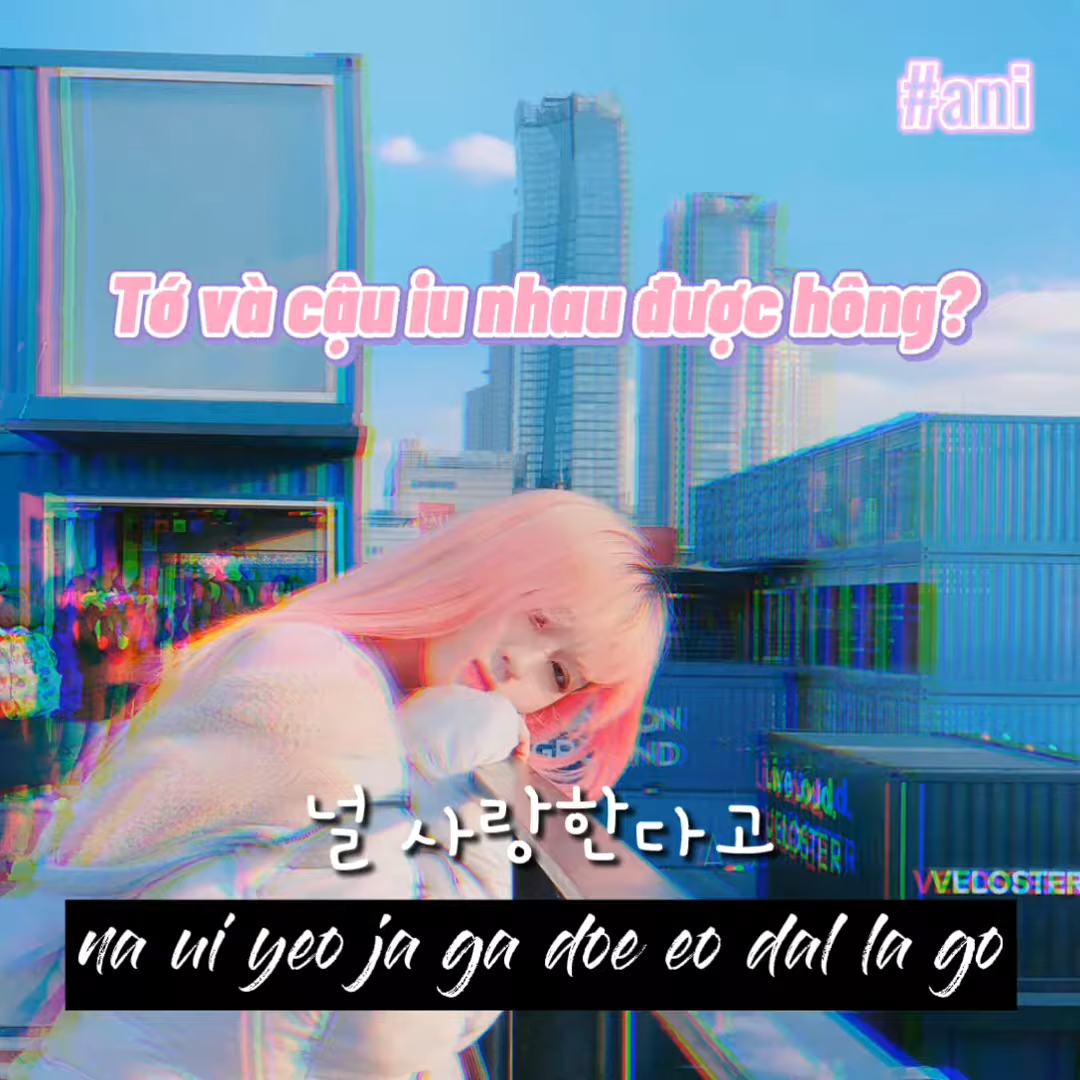 #ani
Tớ và cậu iu nhau được hông?
널 사랑한다고
VELOSTER
na ui yeo ja ga doe eo dal la go